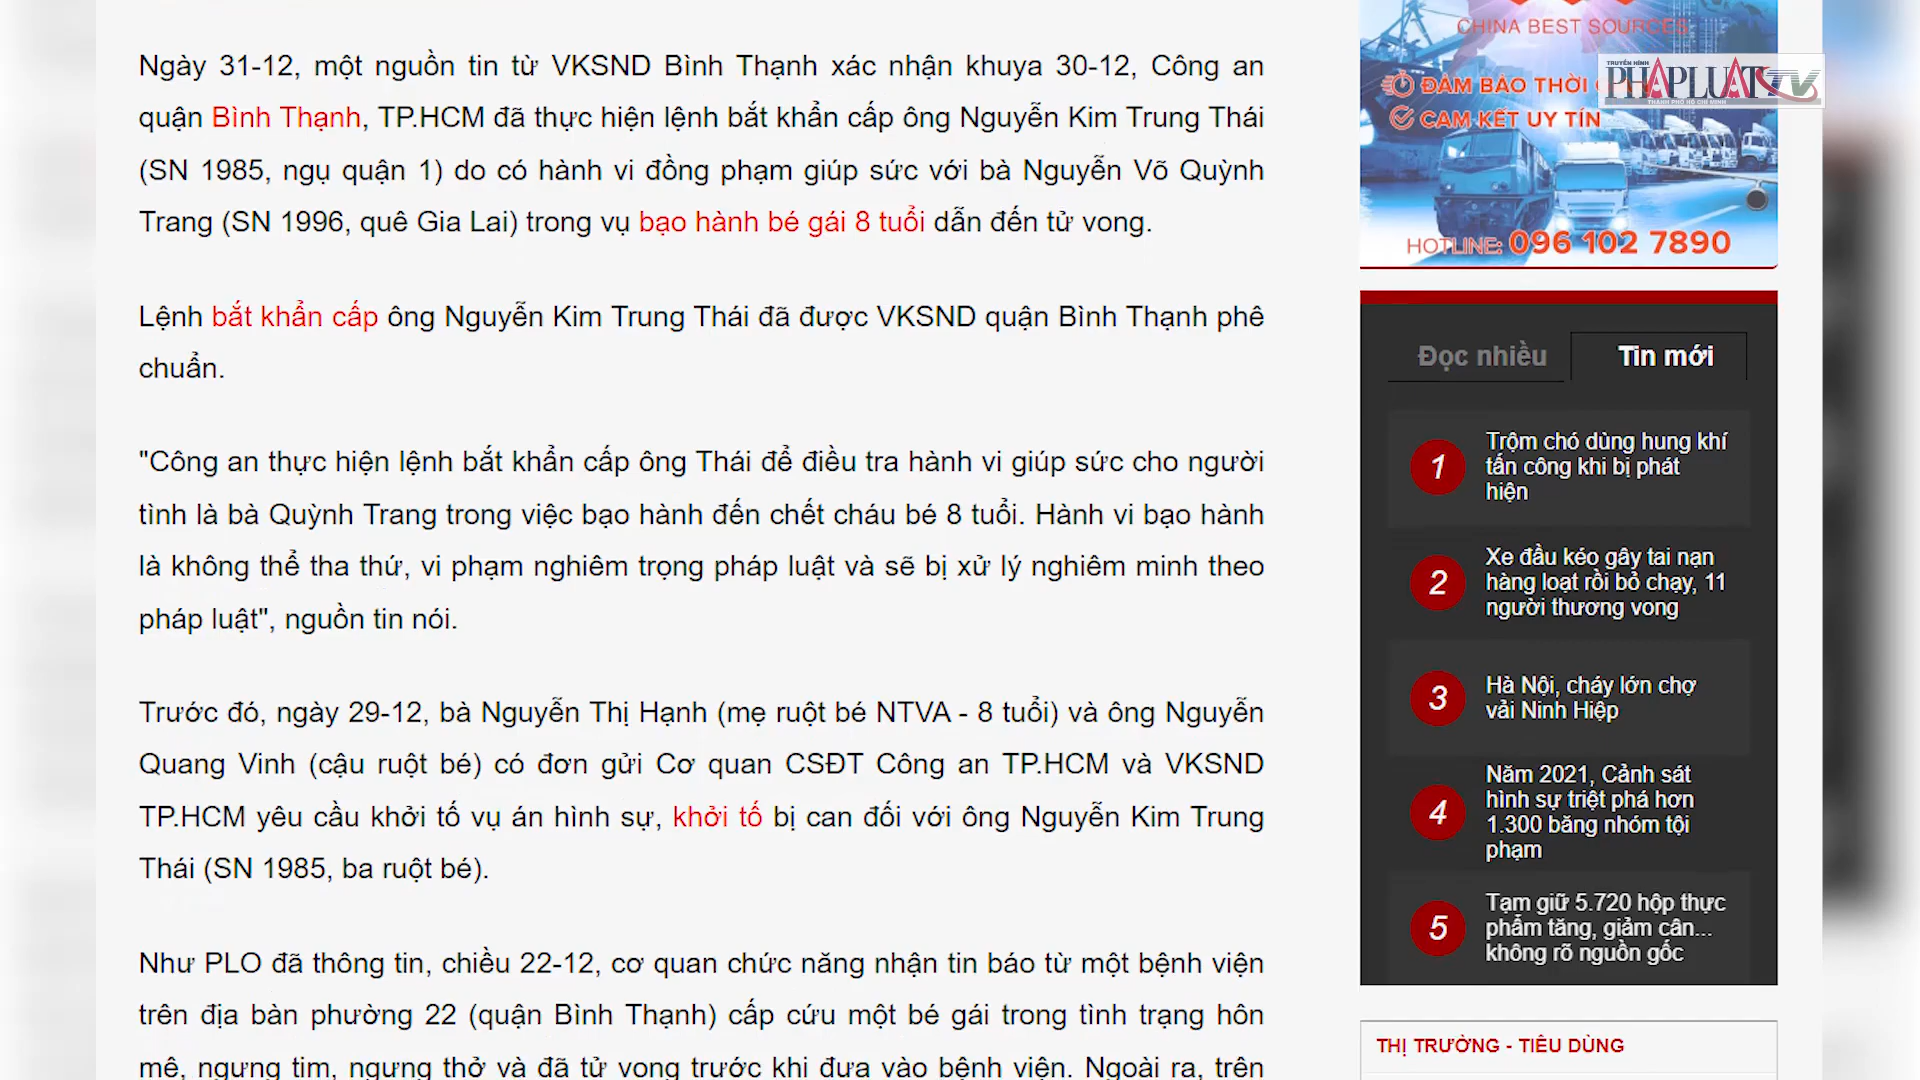 Ngày 31-12, một nguồn tin từ VKSND Bình Thạnh xác nhận khuya 30-12, Công an
quận Bình Thạnh, TP.HCM đã thực hiện lệnh bắt khẩn cấp ông Nguyễn Kim Trung Thái
(SN 1985, ngụ quận 1) do có hành vi đồng phạm giúp sức với bà Nguyễn Võ Quỳnh
Trang (SN 1996, quê Gia Lai) trong vụ bạo hành bé gái 8 tuổi dẫn đến tử vong.
Lệnh bắt khẩn cấp ông Nguyễn Kim Trung Thái đã được VKSND quận Bình Thạnh phê
chuẩn.
"Công an thực hiện lệnh bắt khẩn cấp ông Thái để điều tra hành vi giúp sức cho người
tình là bà Quỳnh Trang trong việc bạo hành đến chết cháu bé 8 tuổi. Hành vi bạo hành
là không thể tha thứ, vi phạm nghiêm trọng pháp luật và sẽ bị xử lý nghiêm minh theo
pháp luật", nguồn tin nói.
Trước đó, ngày 29-12, bà Nguyễn Thị Hạnh (mẹ ruột bé NTVA - 8 tuổi) và ông Nguyễn
Quang Vinh (cậu ruột bé) có đơn gửi Cơ quan CSĐT Công an TP.HCM và VKSND
TP.HCM yêu cầu khởi tố vụ án hình sự, khởi tố bị can đối với ông Nguyễn Kim Trung
Thái (SN 1985, ba ruột bé).
Như PLO đã thông tin, chiều 22-12, cơ quan chức năng nhận tin báo từ một bệnh viện
trên địa bàn phường 22 (quận Bình Thạnh) cấp cứu một bé gái trong tình trạng hôn
mê, ngưng tim, ngưng thở và đã tử vong trước khi đưa vào bệnh viện. Ngoài ra, trên
CHINA BEST SOURCES
TRUYỀN HÌNH
PHÁPLUẬT TV
THÀNH PHỐ HỒ CHÍ MINH
ĐẢM BẢO THỜI
CAM KẾT UY TÍN
HOTLINE: 096 102 7890
Đọc nhiều
Tin mới
1
Trộm chó dùng hung khí
tấn công khi bị phát
hiện
2
Xe đầu kéo gây tai nạn
hàng loạt rồi bỏ chạy, 11
người thương vong
3
Hà Nội, cháy lớn chợ
vải Ninh Hiệp
4
Năm 2021, Cảnh sát
hình sự triệt phá hơn
1.300 băng nhóm tội
phạm
5
Tạm giữ 5.720 hộp thực
phẩm tăng, giảm cân...
không rõ nguồn gốc
THỊ TRƯỜNG - TIÊU DÙNG